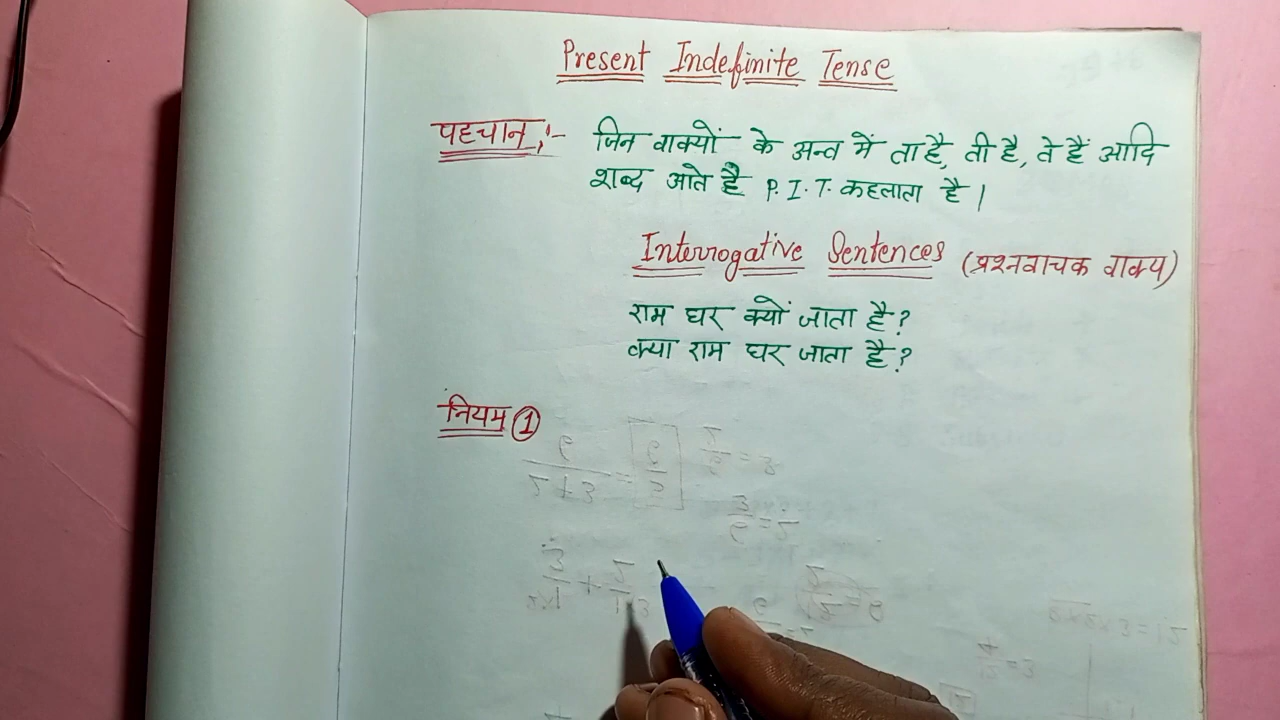 Present Indefinite Tense
पहचान :- जिन वाक्यों के अन्त में ता है, ती है, ते हैं आदि
शब्द आते है P.I.T. कहलाता है।
Interrogative Sentences (प्रश्नवाचक वाक्य)
राम घर क्यों जाता है?
क्या राम घर जाता है?
नियम ①